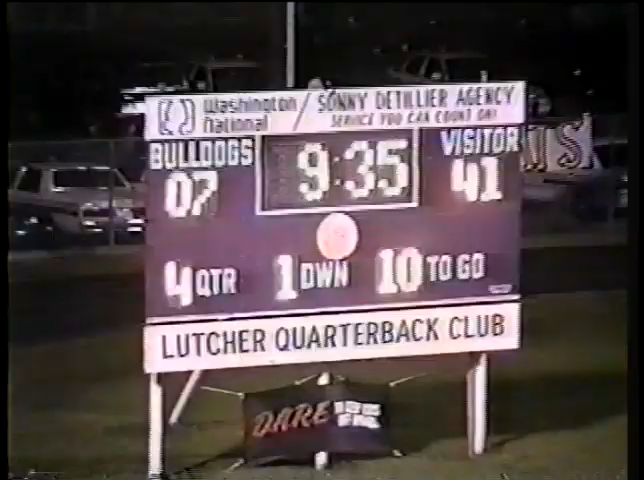 Washington National / SONNY DETILLIER AGENCY
SERVICE YOU CAN COUNT ON!
BULLDOGS 9:35 VISITOR
07 41
4 QTR 1 DWN 10 TO GO
LUTCHER QUARTERBACK CLUB
DARE